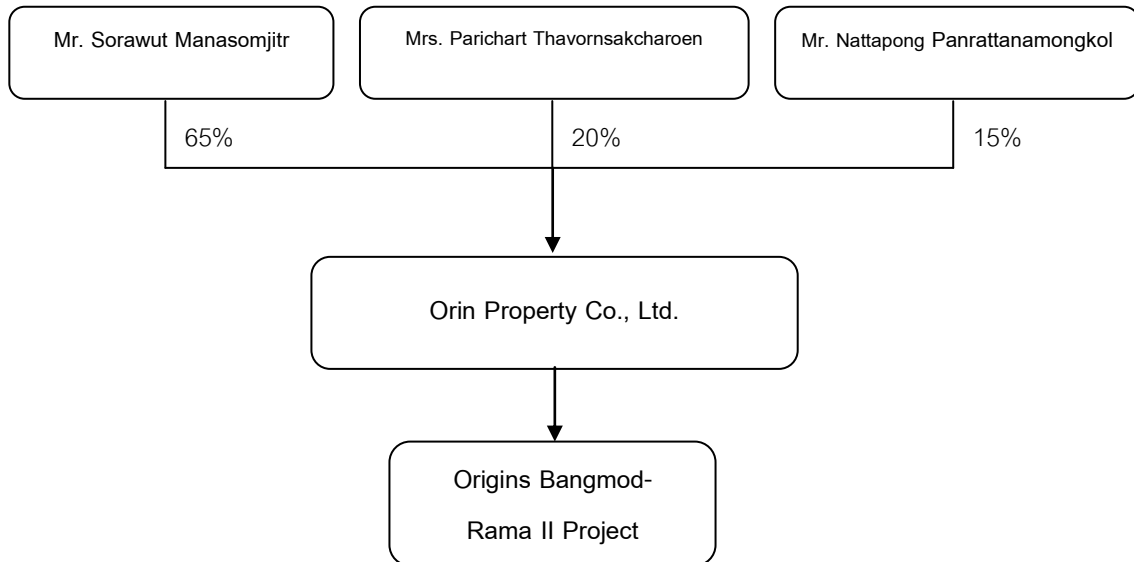 Mr. Sorawut Manasomjitr
Mrs. Parichart Thavornsakcharoen
Mr. Nattapong Panrattanamongkol
65%
20%
15%
Orin Property Co., Ltd.
Origins Bangmod-
Rama II Project